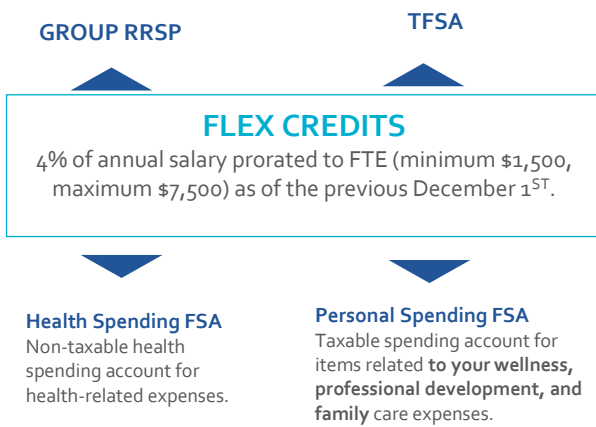 GROUP RRSP
TFSA
FLEX CREDITS
4% of annual salary prorated to FTE (minimum $1,500,
maximum $7,500) as of the previous December 1ST.
Health Spending FSA
Non-taxable health
spending account for
health-related expenses.
Personal Spending FSA
Taxable spending account for
items related to your wellness,
professional development, and
family care expenses.